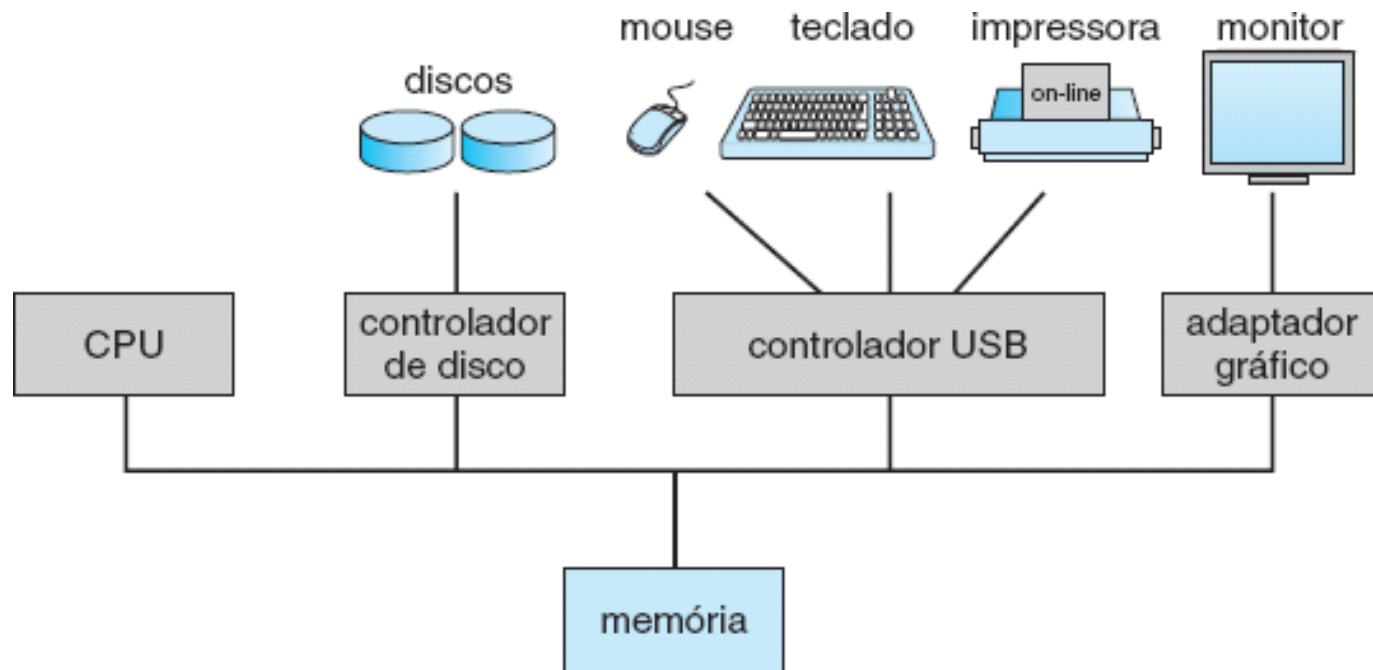 mouse
teclado
impressora
monitor
discos
on-line
CPU
controlador
de disco
controlador USB
adaptador
gráfico
memória